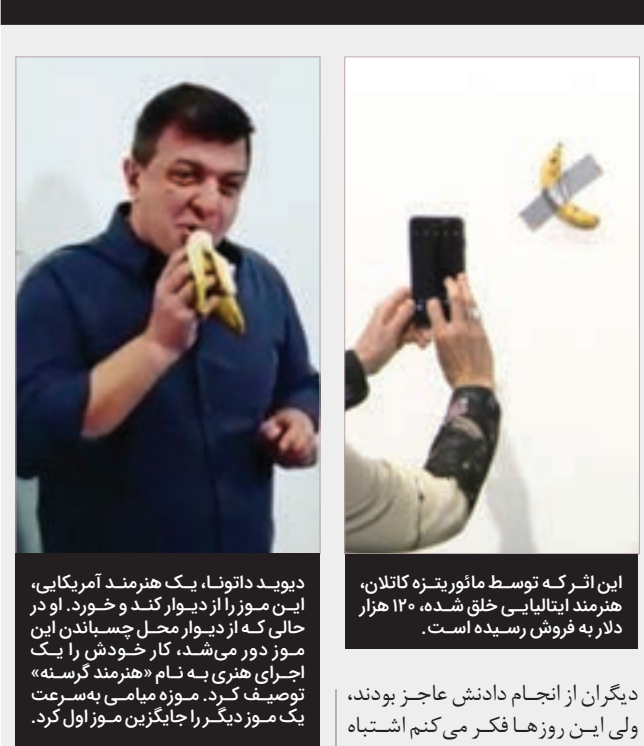 این اثر که توسط مائوریتزه کاتلان،
هنرمند ایتالیایی خلق شده، ۱۲۰ هزار
دلار به فروش رسیده است.
دیگران از انجام دادنش عاجز بودند،
ولی این روزها فکر می‌کنم اشتباه
دیوید داتونا، یک هنرمند آمریکایی،
این موز را از دیوار کند و خورد. او در
حالی که از دیوار محل چسباندن این
موز دور می‌شد، کار خودش را یک
اجرای هنری به نام «هنرمند گرسنه»
توصیف کرد. موزه میامی به‌سرعت
یک موز دیگر را جایگزین موز اول کرد.